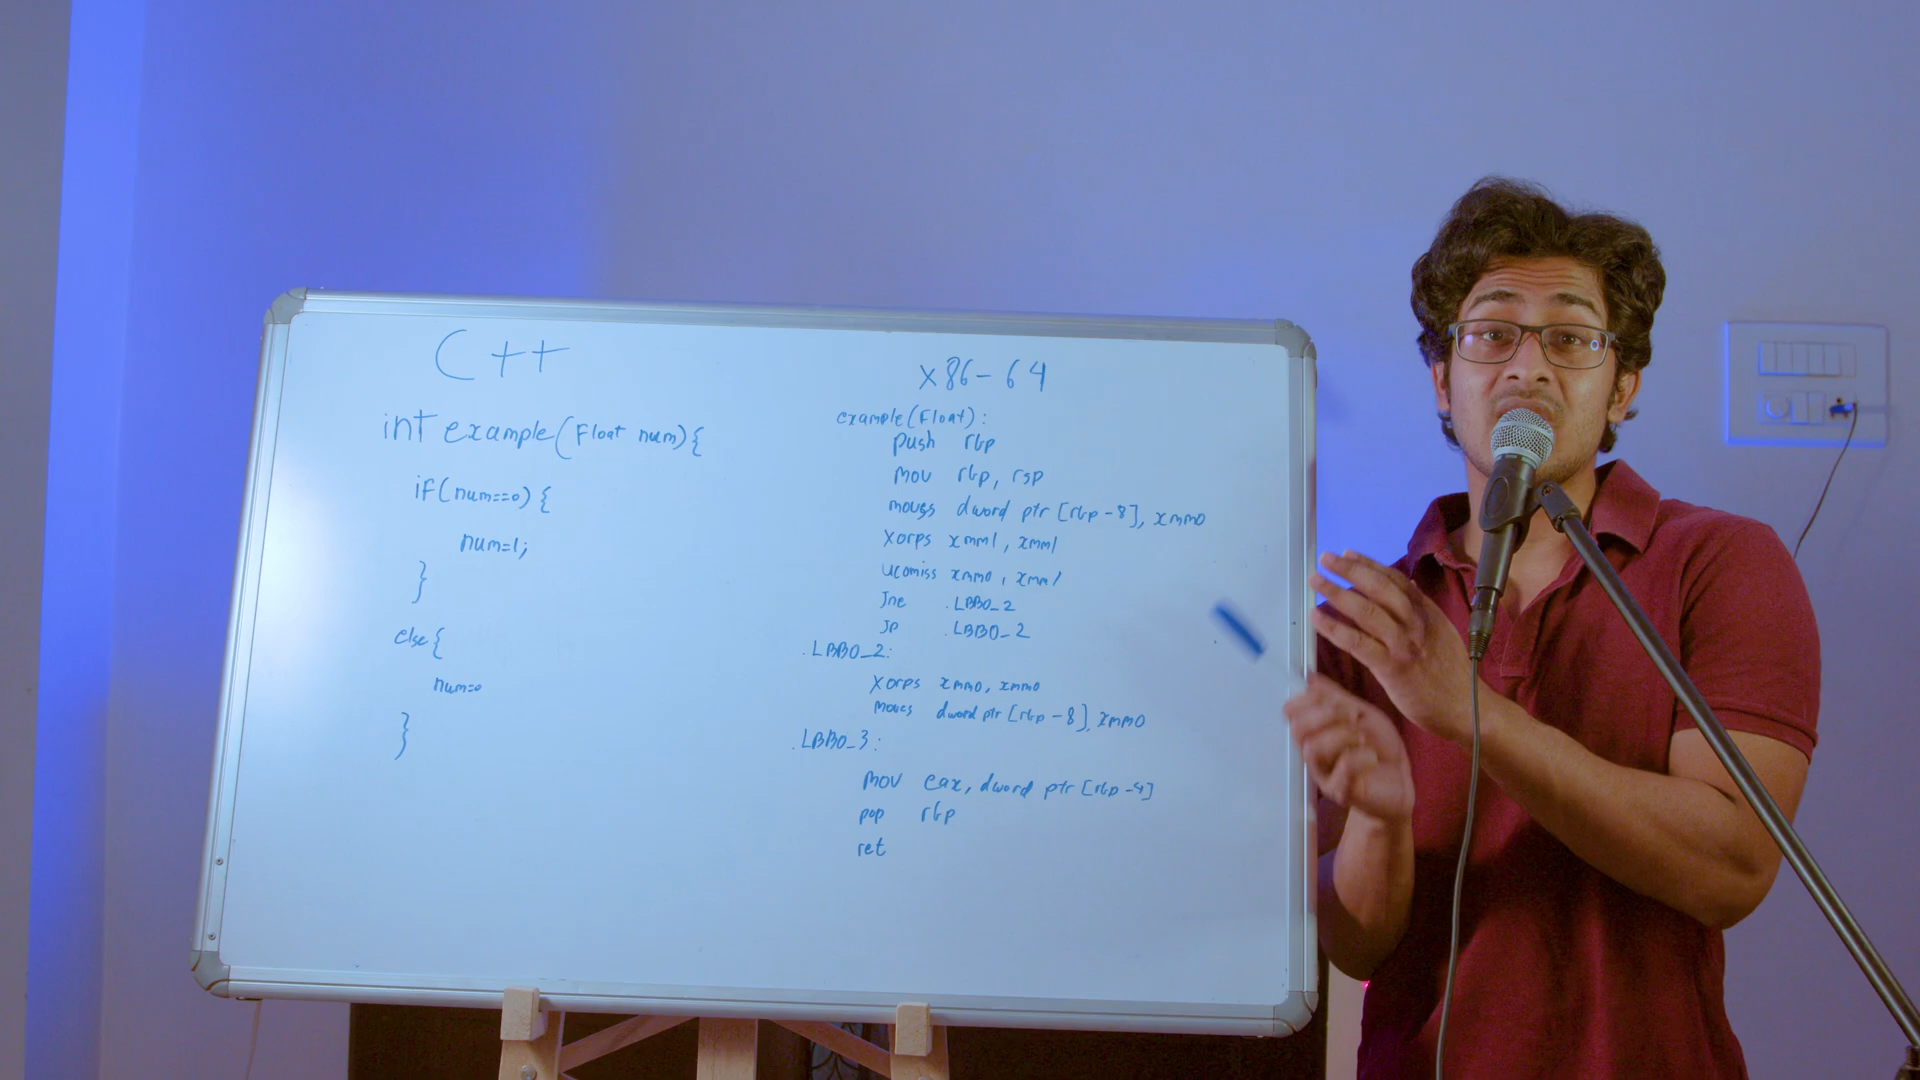 C++
int example(Float num){
if(num==0){
num=1;
}
else{
num=0
}
x86-64
example(Float):
push rbp
mov rbp, rsp
movss dword ptr [rbp-8], xmm0
xorps xmm1, xmm1
ucomiss xmm0, xmm1
Jne .LBB0_2
JP .LBB0_2
.LBB0_2:
xorps xmm0, xmm0
movss dword ptr [rbp-8], xmm0
.LBB0_3:
mov eax, dword ptr [rbp-4]
pop rbp
ret